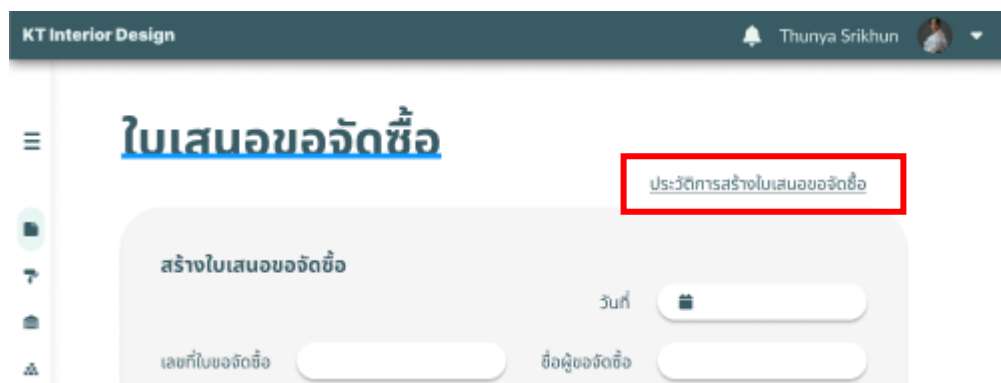 KT Interior Design Thunya Srikhun
ใบเสนอขอจัดซื้อ
ประวัติการสร้างใบเสนอขอจัดซื้อ
สร้างใบเสนอขอจัดซื้อ
วันที่
เลขที่ใบขอจัดซื้อ ชื่อผู้ขอจัดซื้อ